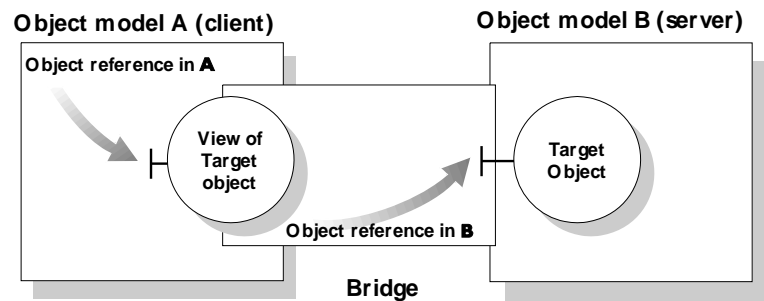 Object model A (client)
Object model B (server)
Object reference in A
View of
Target
object
Target
Object
Object reference in B
Bridge